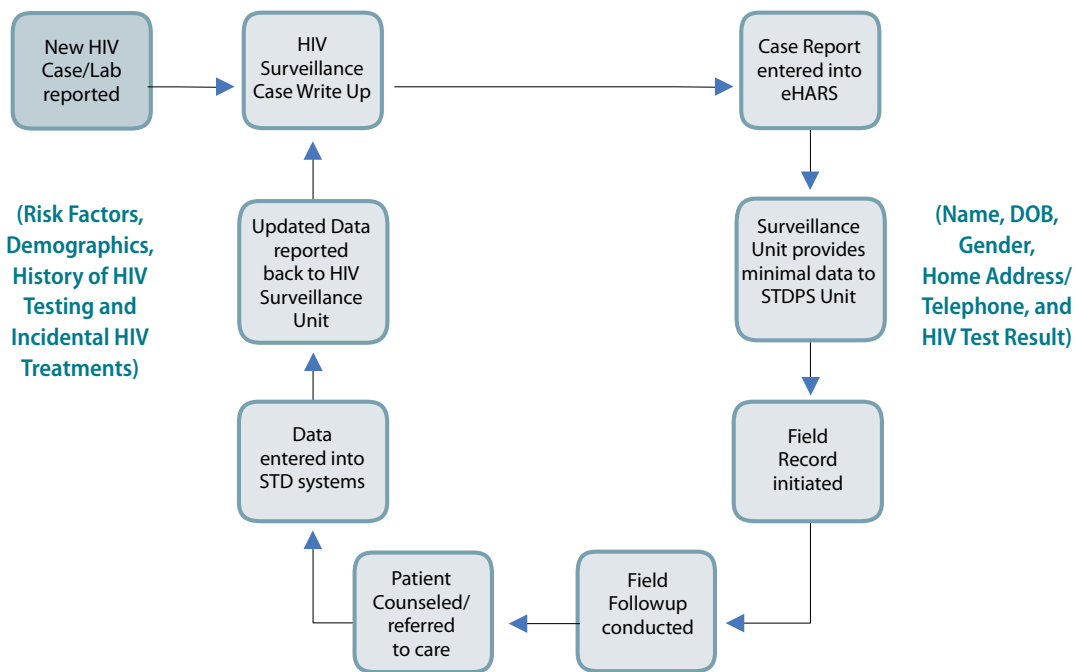 New HIV
Case/Lab
reported
HIV
Surveillance
Case Write Up
Case Report
entered into
eHARS
(Risk Factors,
Demographics,
History of HIV
Testing and
Incidental HIV
Treatments)
Updated Data
reported
back to HIV
Surveillance
Unit
Surveillance
Unit provides
minimal data to
STDPS Unit
(Name, DOB,
Gender,
Home Address/
Telephone, and
HIV Test Result)
Data
entered into
STD systems
Field
Record
initiated
Patient
Counseled/
referred
to care
Field
Followup
conducted